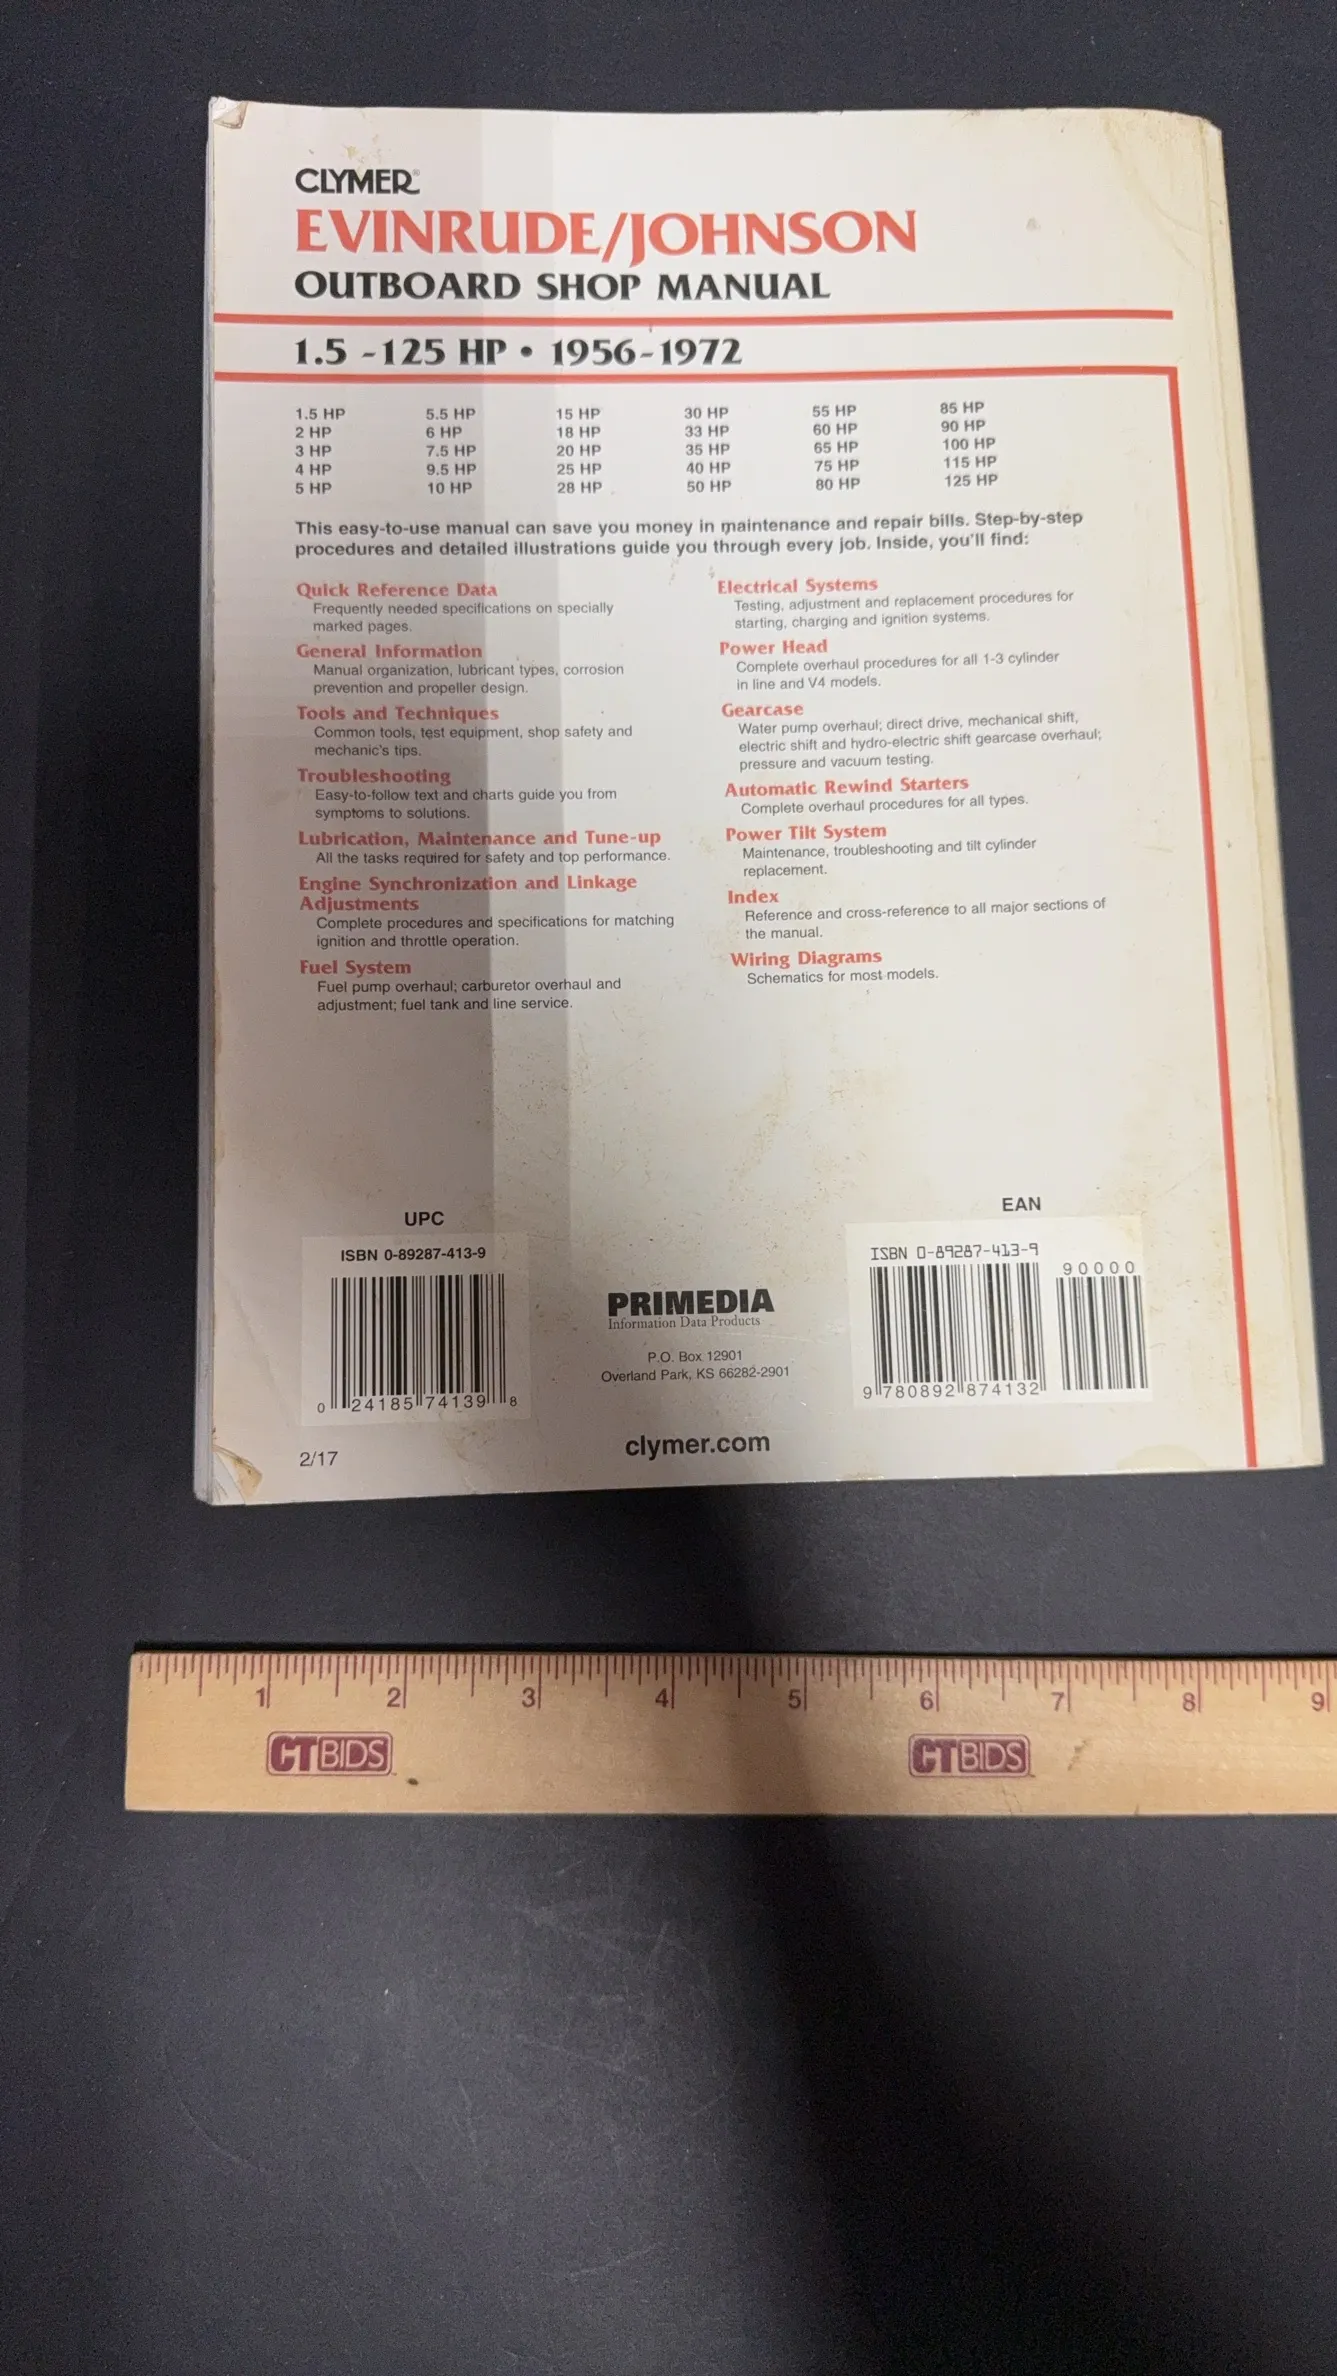 CLYMER®
EVINRUDE/JOHNSON
OUTBOARD SHOP MANUAL
1.5 - 125 HP • 1956 - 1972
1.5 HP 5.5 HP 15 HP 30 HP 55 HP 85 HP
2 HP 6 HP 18 HP 33 HP 60 HP 90 HP
3 HP 7.5 HP 20 HP 35 HP 65 HP 100 HP
4 HP 9.5 HP 25 HP 40 HP 75 HP 115 HP
5 HP 10 HP 28 HP 50 HP 80 HP 125 HP
This easy-to-use manual can save you money in maintenance and repair bills. Step-by-step
procedures and detailed illustrations guide you through every job. Inside, you'll find:
Quick Reference Data
Frequently needed specifications on specially
marked pages.
General Information
Manual organization, lubricant types, corrosion
prevention and propeller design.
Tools and Techniques
Common tools, test equipment, shop safety and
mechanic's tips.
Troubleshooting
Easy-to-follow text and charts guide you from
symptoms to solutions.
Lubrication, Maintenance and Tune-up
All the tasks required for safety and top performance.
Engine Synchronization and Linkage
Adjustments
Complete procedures and specifications for matching
ignition and throttle operation.
Fuel System
Fuel pump overhaul; carburetor overhaul and
adjustment; fuel tank and line service.
Electrical Systems
Testing, adjustment and replacement procedures for
starting, charging and ignition systems.
Power Head
Complete overhaul procedures for all 1-3 cylinder
in line and V4 models.
Gearcase
Water pump overhaul; direct drive, mechanical shift,
electric shift and hydro-electric shift gearcase overhaul;
pressure and vacuum testing.
Automatic Rewind Starters
Complete overhaul procedures for all types.
Power Tilt System
Maintenance, troubleshooting and tilt cylinder
replacement.
Index
Reference and cross-reference to all major sections of
the manual.
Wiring Diagrams
Schematics for most models.
UPC
ISBN 0-89287-413-9
0 24185 74139 8
2/17
PRIMEDIA
Information Data Products
P.O. Box 12901
Overland Park, KS 66282-2901
clymer.com
EAN
ISBN 0-89287-413-9
90000
9 780892 874132
1 2 3 4 5 6 7 8 9
CTBIDS CTBIDS